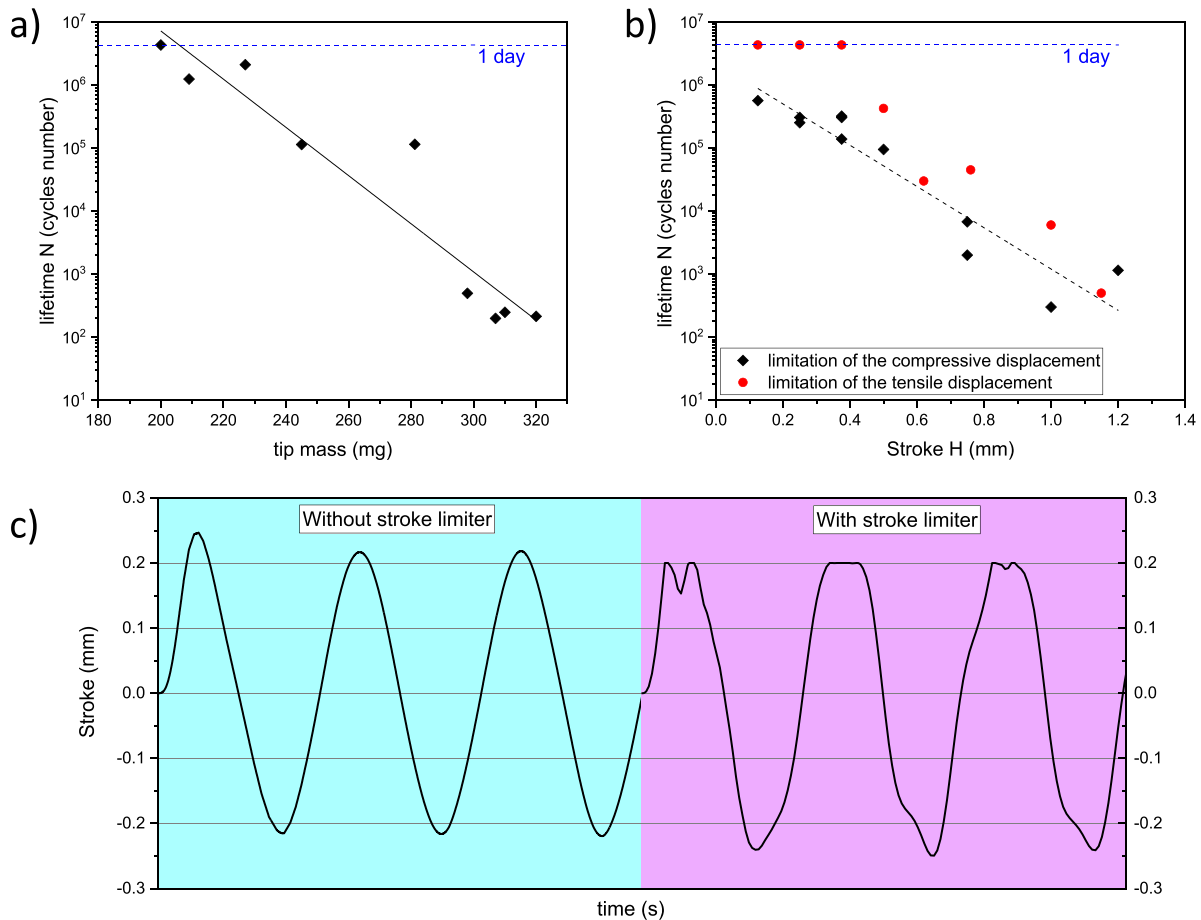 a)
lifetime N (cycles number)
10^7
10^6
10^5
10^4
10^3
10^2
10^1
1 day
180 200 220 240 260 280 300 320
tip mass (mg)
b)
lifetime N (cycles number)
10^7
10^6
10^5
10^4
10^3
10^2
10^1
1 day
limitation of the compressive displacement
limitation of the tensile displacement
0.0 0.2 0.4 0.6 0.8 1.0 1.2 1.4
Stroke H (mm)
c)
Stroke (mm)
0.3
0.2
0.1
0.0
-0.1
-0.2
-0.3
Without stroke limiter
With stroke limiter
0.3
0.2
0.1
0.0
-0.1
-0.2
-0.3
time (s)